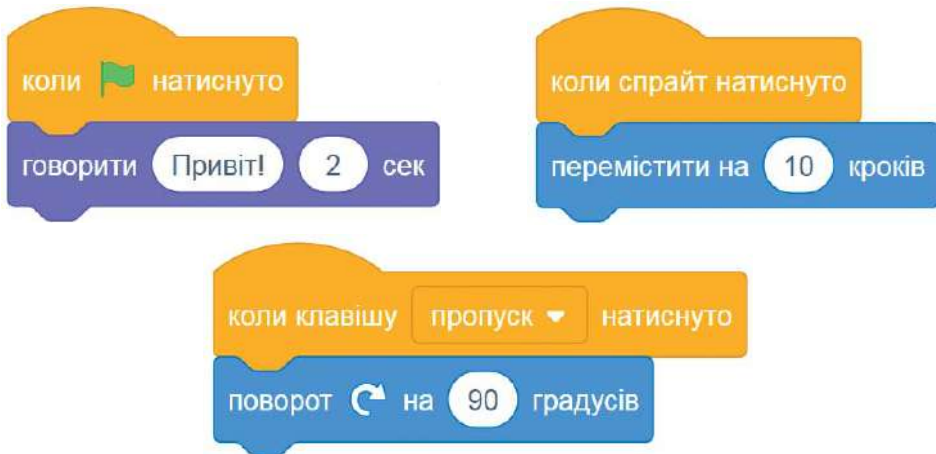 коли натиснуто
говорити Привіт! 2 сек
коли спрайт натиснуто
перемістити на 10 кроків
коли клавішу пропуск натиснуто
поворот на 90 градусів